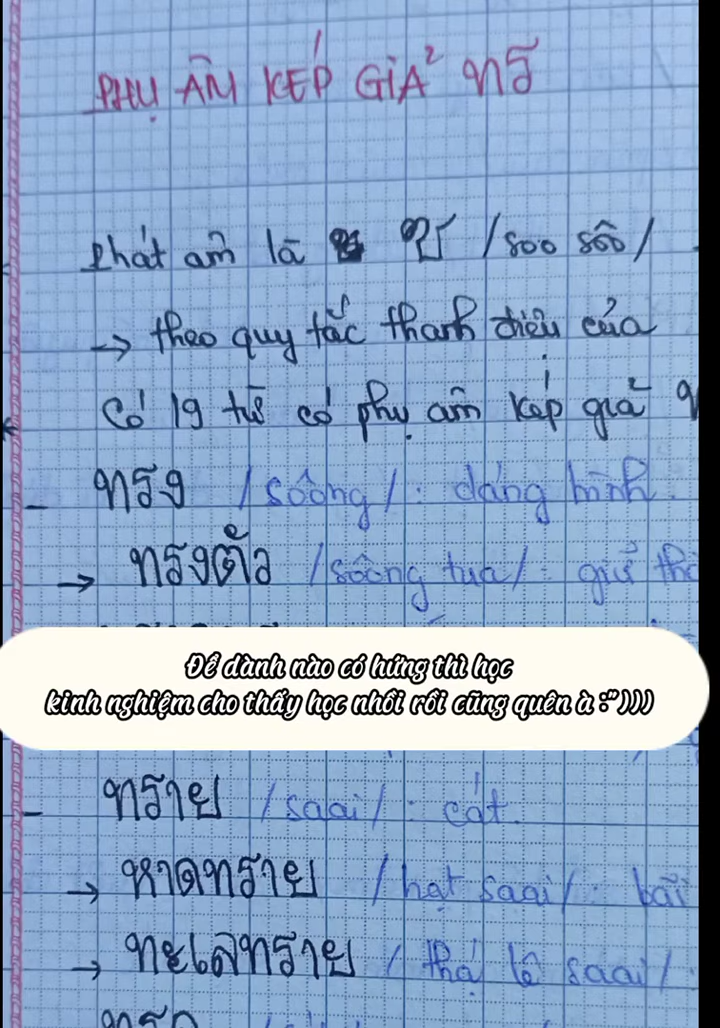 PHỤ ÂM KÉP GIẢ ทร
phát âm là ซ /soo sôo/
→ theo quy tắc thanh điệu của
Có 19 từ có phụ âm kép giả
- ทรง /soông/: dáng hình.
→ ทรงตัว /soông tua/: giữ
Để dành nào có hứng thì học
kinh nghiệm cho thấy học nhồi rồi cũng quên à :")))
- ทราย /saai/: cát.
→ หาดทราย /hạt saai/: bãi
→ ทะเลทราย /thá lê saai/